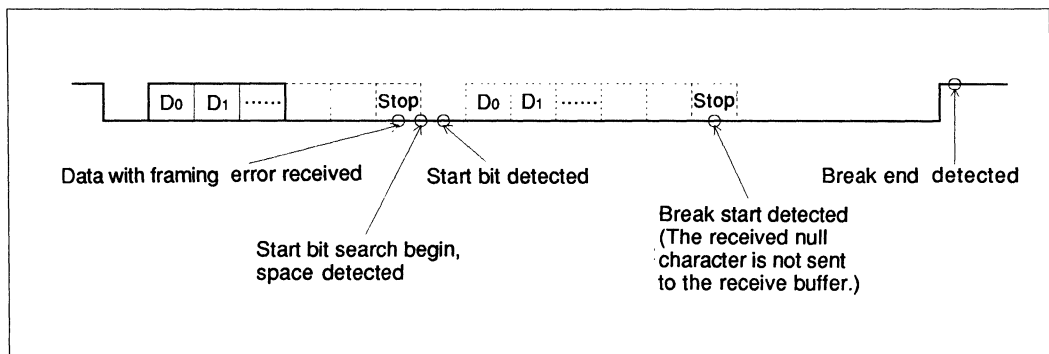 D0 D1 ...... Stop D0 D1 ...... Stop
Data with framing error received
Start bit detected
Break end detected
Start bit search begin,
space detected
Break start detected
(The received null
character is not sent
to the receive buffer.)